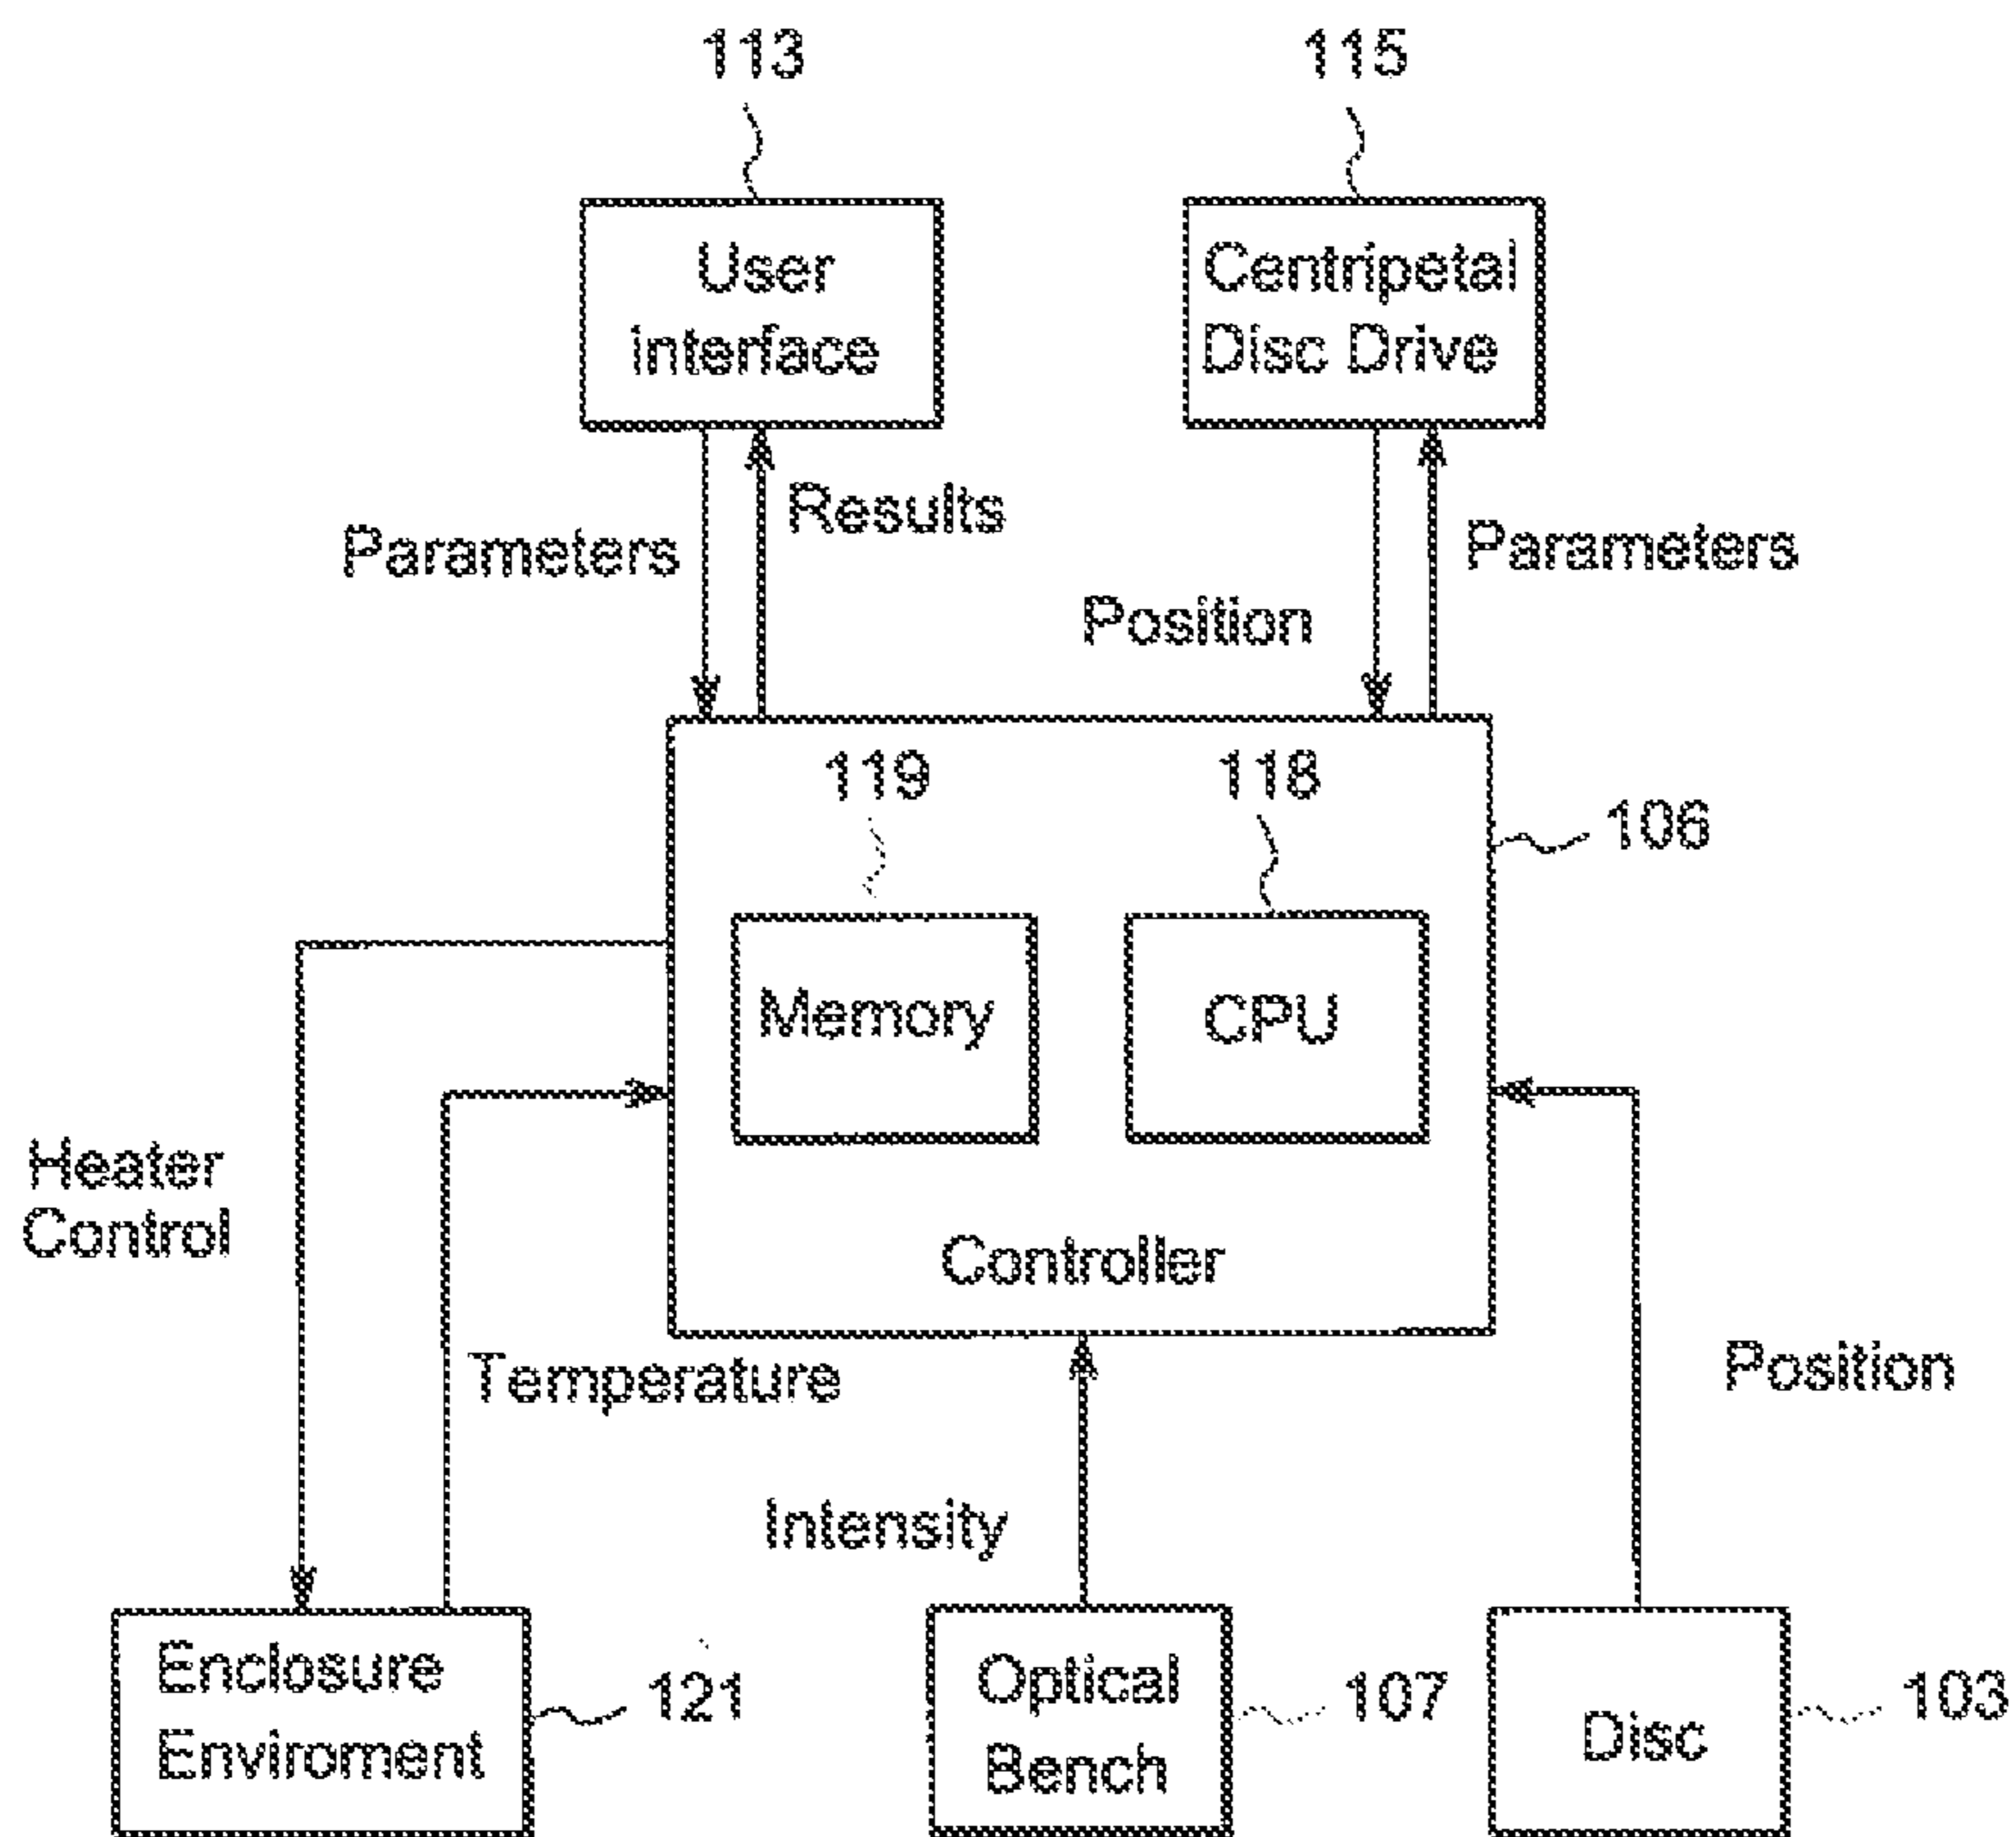 113
115
User
interface
Centripetal
Disc Drive
Results
Parameters
Parameters
Position
119
118
106
Memory
CPU
Heater
Control
Controller
Temperature
Position
Intensity
Enclosure
Enviroment
121
Optical
Bench
107
Disc
103